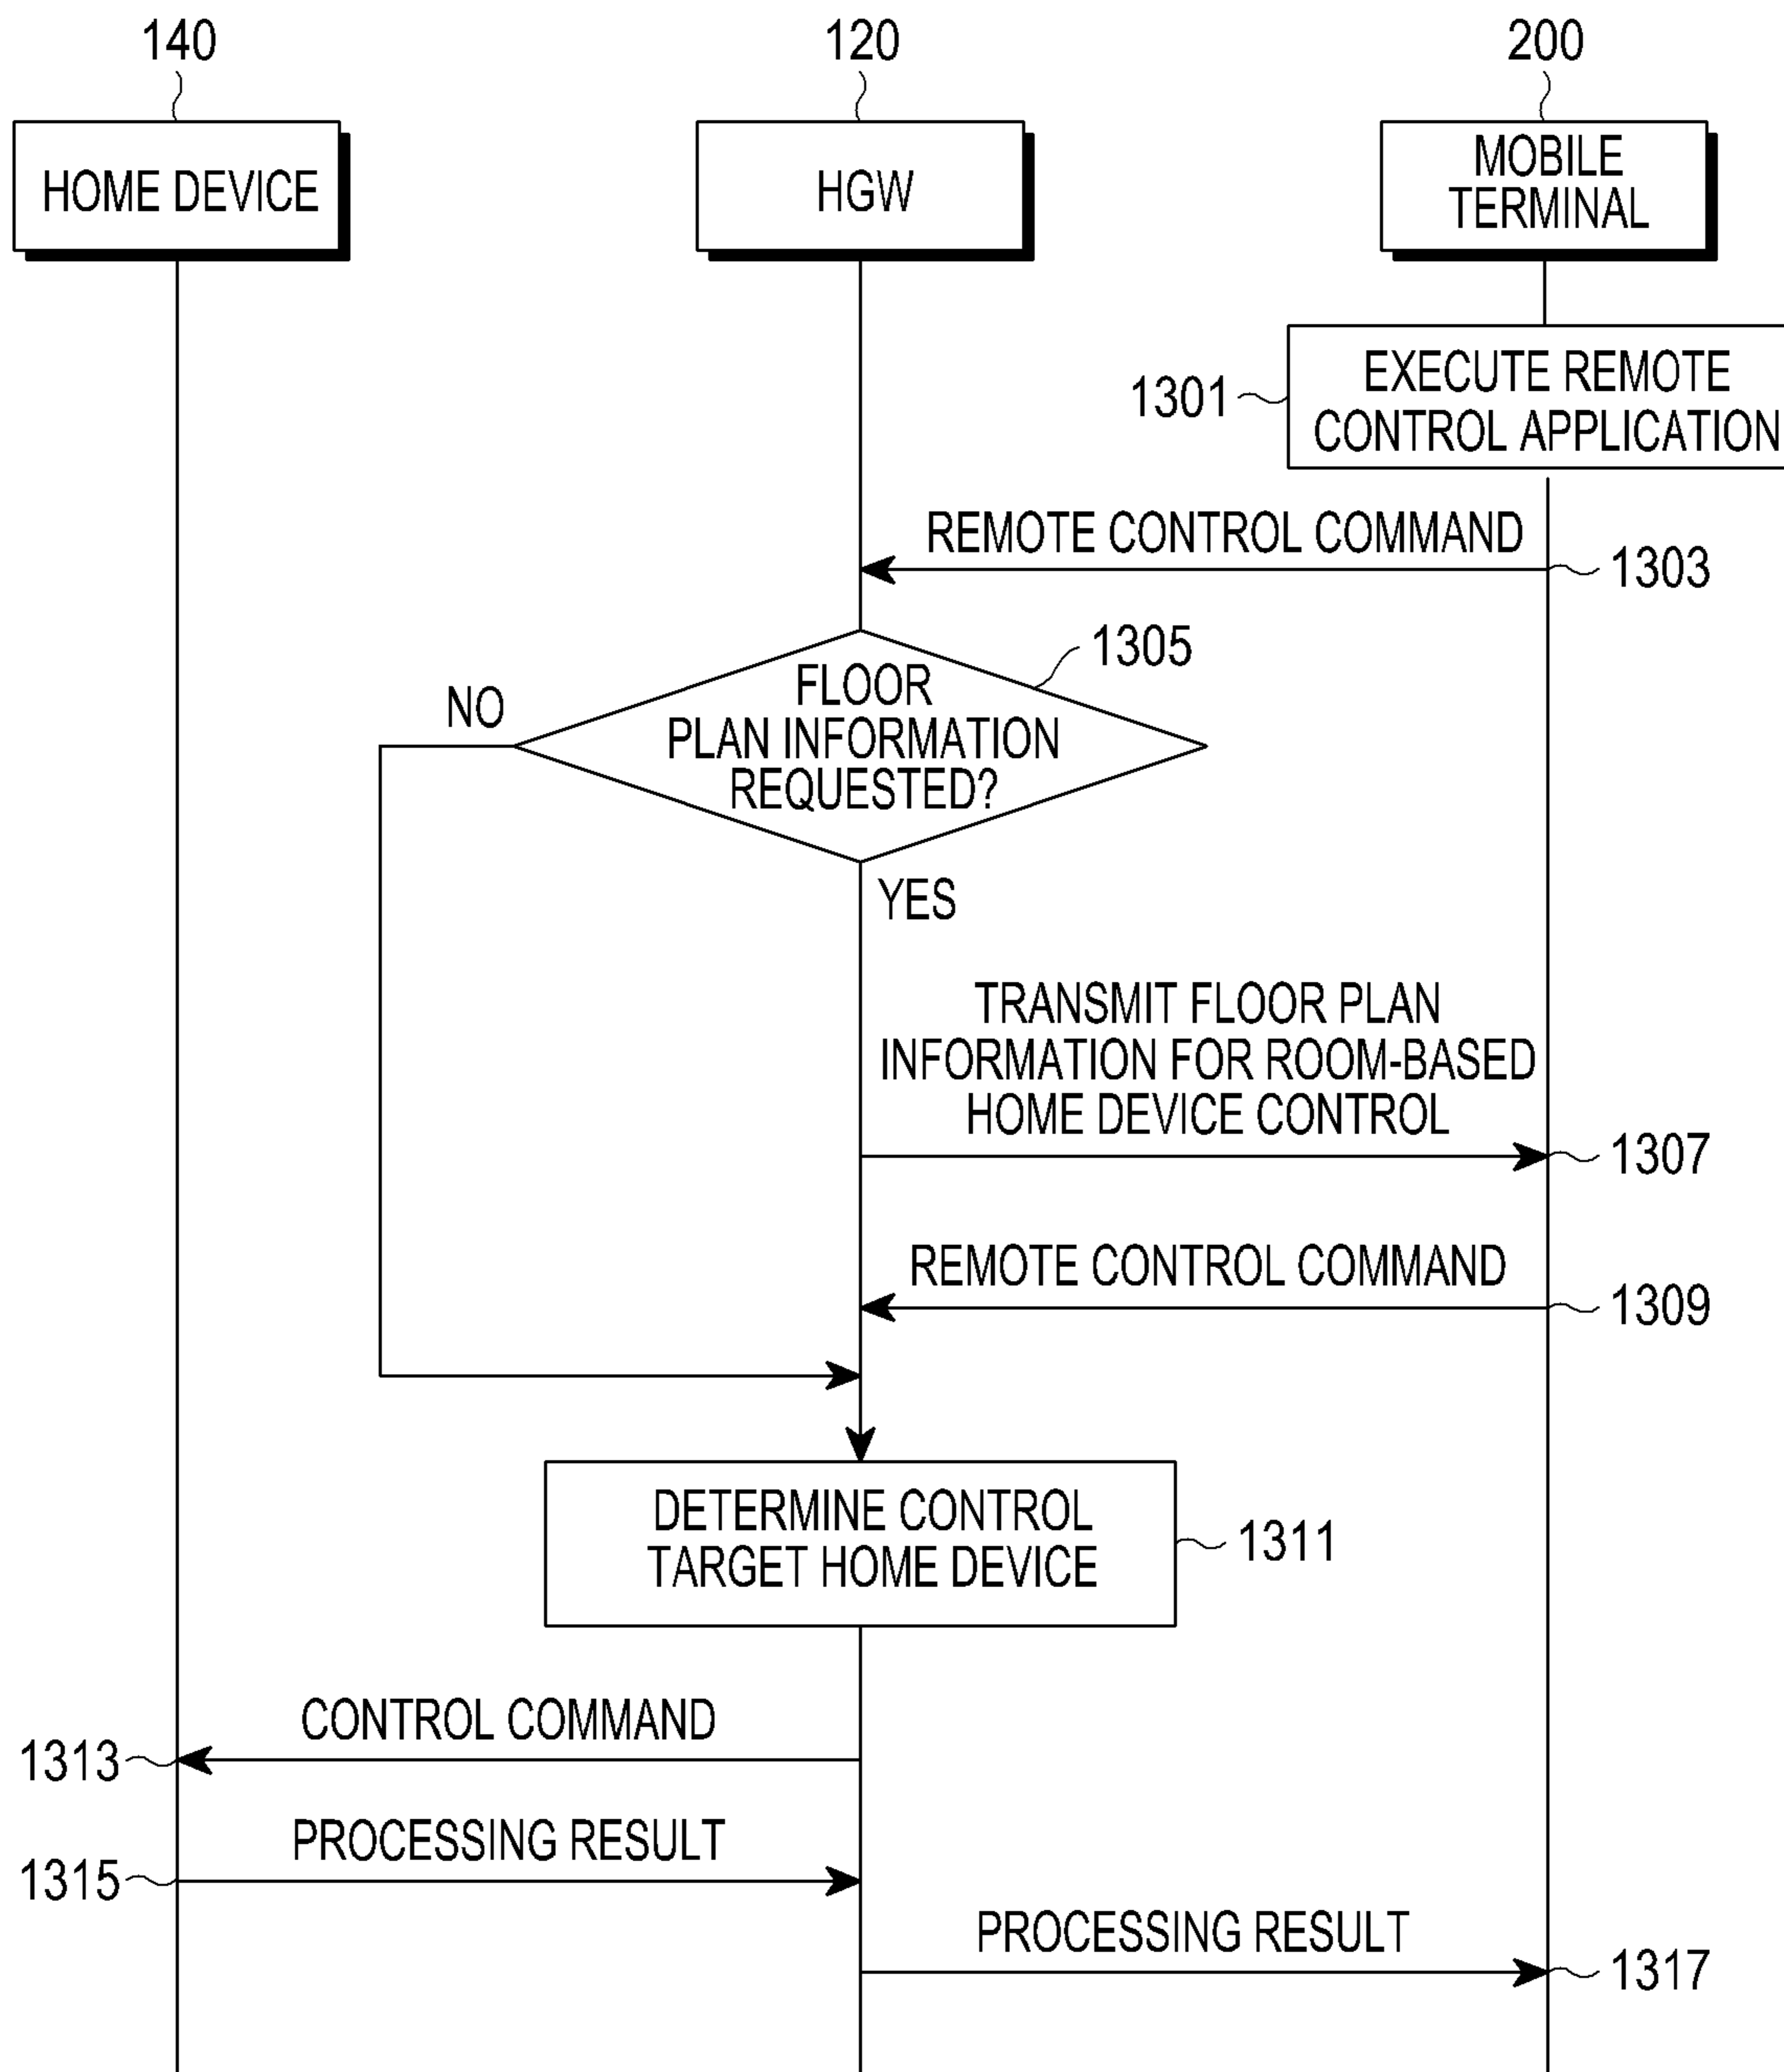 140
120
200
HOME DEVICE
HGW
MOBILE
TERMINAL
EXECUTE REMOTE
CONTROL APPLICATION
1301
REMOTE CONTROL COMMAND
1303
1305
FLOOR
PLAN INFORMATION
REQUESTED?
NO
YES
TRANSMIT FLOOR PLAN
INFORMATION FOR ROOM-BASED
HOME DEVICE CONTROL
1307
REMOTE CONTROL COMMAND
1309
DETERMINE CONTROL
TARGET HOME DEVICE
1311
CONTROL COMMAND
1313
PROCESSING RESULT
1315
PROCESSING RESULT
1317